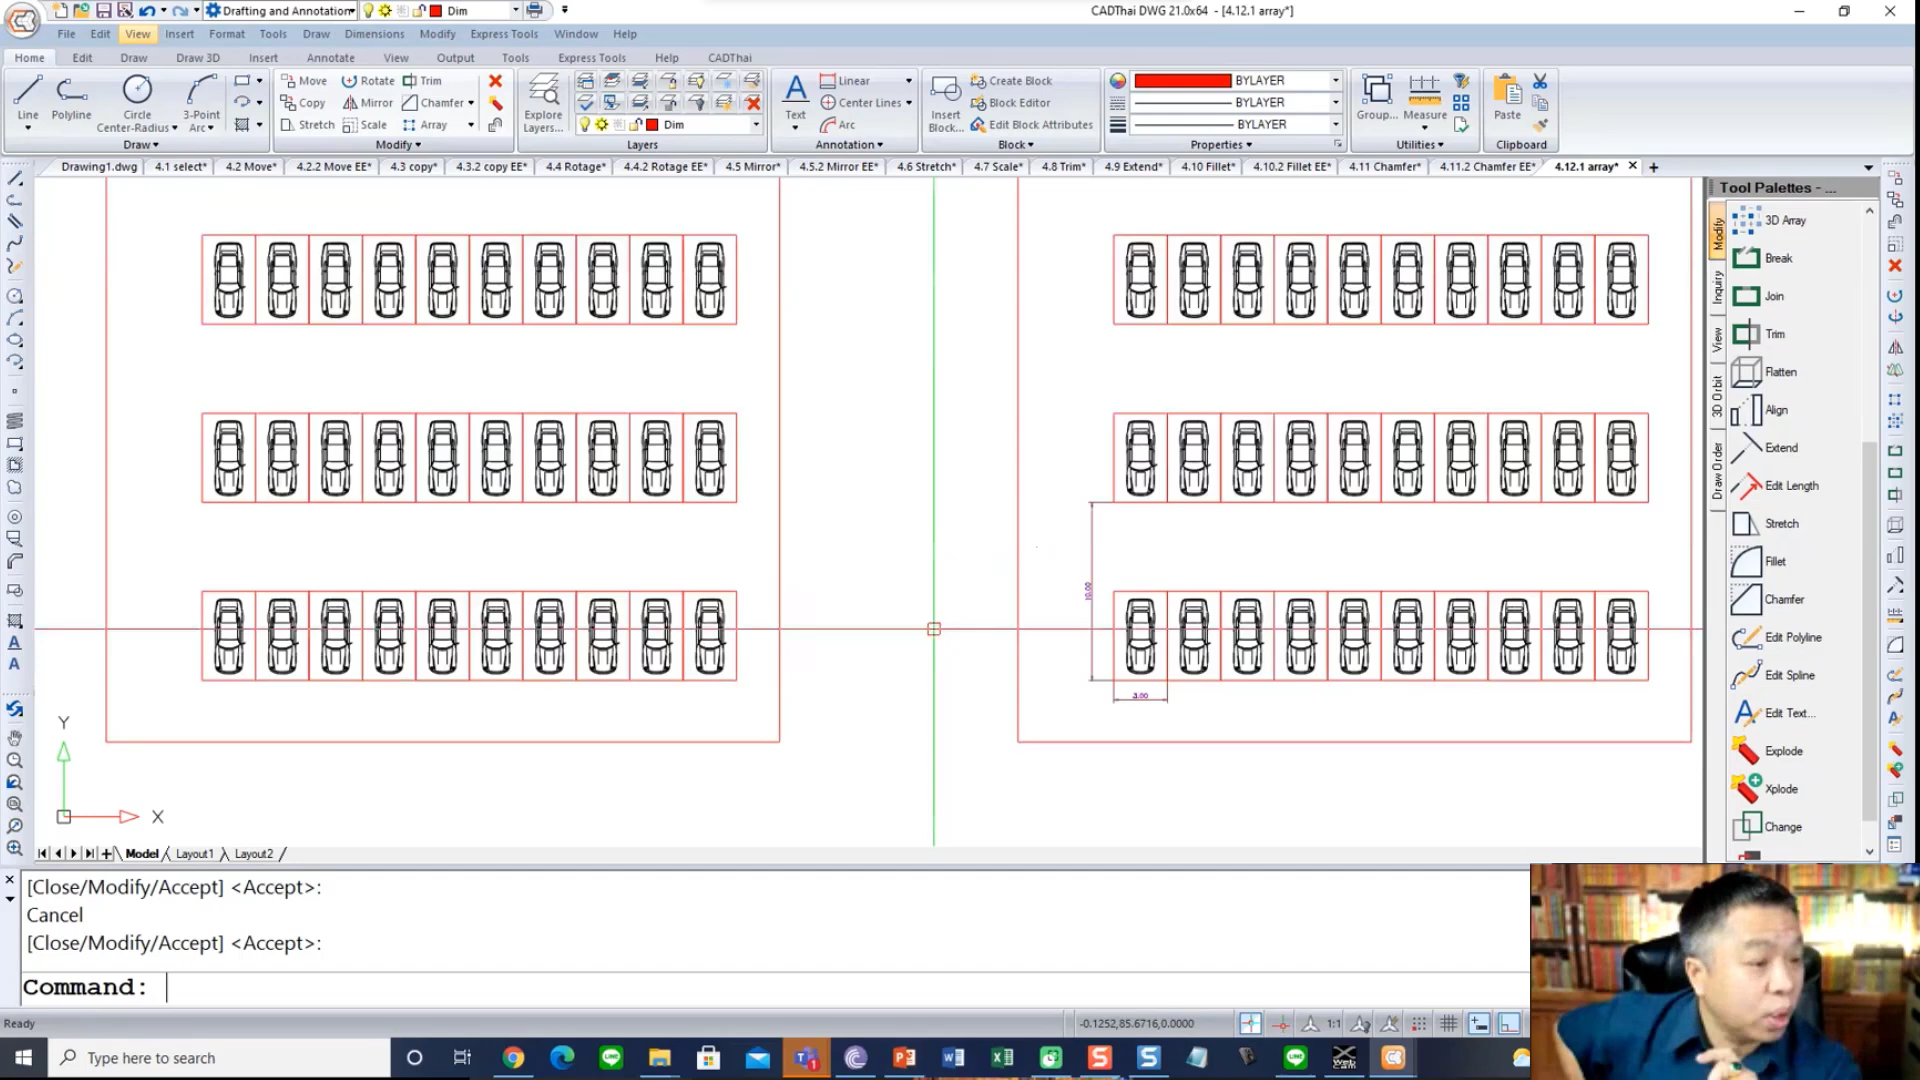 Drafting and Annotation
Dim
CADThai DWG 21.0x64 - [4.12.1 array*]
File Edit View Insert Format Tools Draw Dimensions Modify Express Tools Window Help
Home Edit Draw Draw 3D Insert Annotate View Output Tools Express Tools Help CADThai
Line
Polyline
Circle
Center-Radius
3-Point
Arc
Draw
Move Rotate Trim
Copy Mirror Chamfer
Stretch Scale Array
Modify
Explore
Layers...
Dim
Layers
Text
Linear
Center Lines
Arc
Annotation
Insert
Block...
Create Block
Block Editor
Edit Block Attributes
Block
BYLAYER
BYLAYER
BYLAYER
Properties
Group...
Measure
Utilities
Paste
Clipboard
Drawing1.dwg 4.1 select* 4.2 Move* 4.2.2 Move EE* 4.3 copy* 4.3.2 copy EE* 4.4 Rotage* 4.4.2 Rotage EE* 4.5 Mirror* 4.5.2 Mirror EE* 4.6 Stretch* 4.7 Scale* 4.8 Trim* 4.9 Extend* 4.10 Fillet* 4.10.2 Fillet EE* 4.11 Chamfer* 4.11.2 Chamfer EE* 4.12.1 array*
Tool Palettes - ...
Modify
Inquiry
View
3D Orbit
Draw Order
3D Array
Break
Join
Trim
Flatten
Align
Extend
Edit Length
Stretch
Fillet
Chamfer
Edit Polyline
Edit Spline
Edit Text...
Explode
Xplode
Change
10.00
3.00
Y
X
Model Layout1 Layout2
[Close/Modify/Accept] <Accept>:
Cancel
[Close/Modify/Accept] <Accept>:
Command:
Ready
-0.1252,85.6716,0.0000
1:1
Type here to search